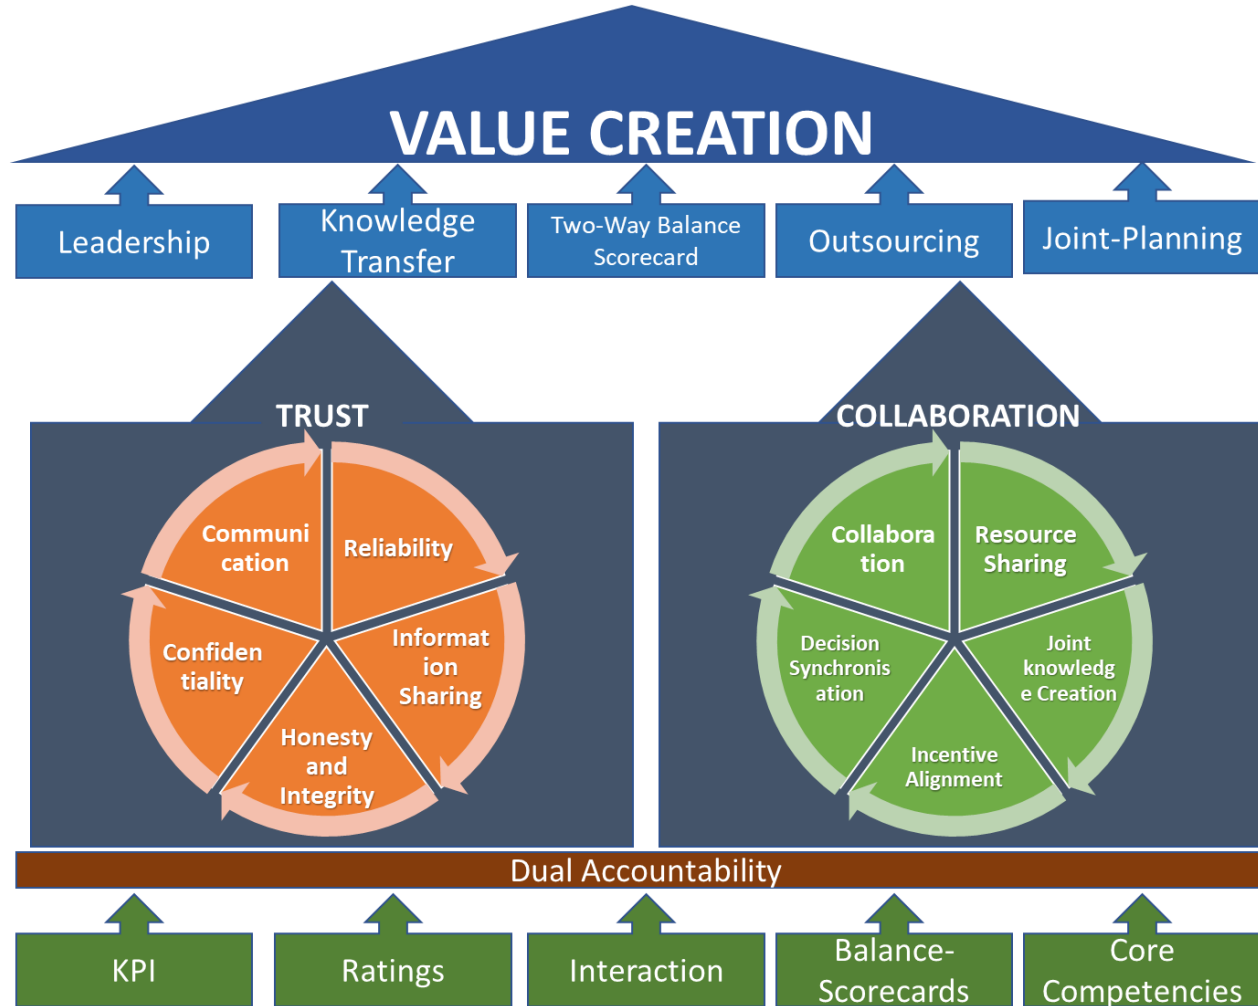 VALUE CREATION
Leadership
Knowledge
Transfer
Two-Way Balance
Scorecard
Outsourcing
Joint-Planning
TRUST
Communi
cation
Reliability
Informat
ion
Sharing
Honesty
and
Integrity
Confiden
tiality
COLLABORATION
Collabora
tion
Resource
Sharing
Joint
knowledg
e Creation
Incentive
Alignment
Decision
Synchronis
ation
Dual Accountability
KPI
Ratings
Interaction
Balance-
Scorecards
Core
Competencies